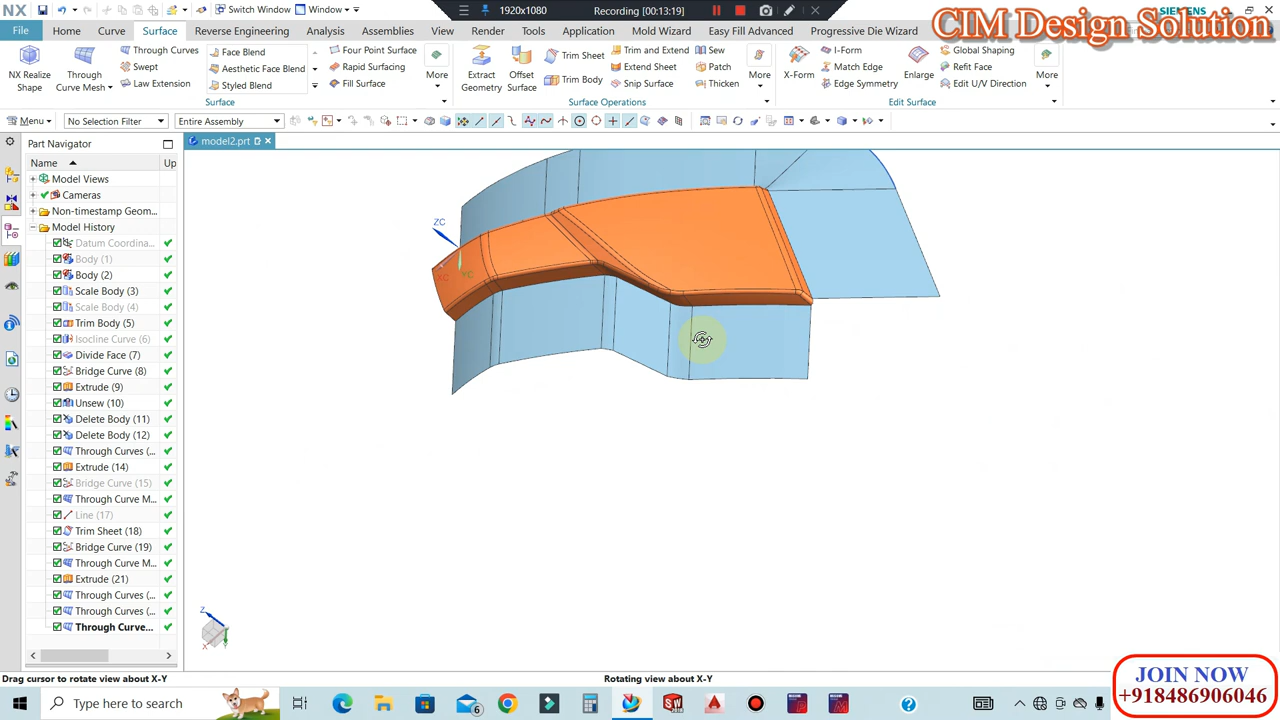 NX
Switch Window
Window
1920x1080
Recording [00:13:19]
SIEMENS
CIM Design Solution
File
Home
Curve
Surface
Reverse Engineering
Analysis
Assemblies
View
Render
Tools
Application
Mold Wizard
Easy Fill Advanced
Progressive Die Wizard
NX Realize Shape
Through Curve Mesh
Through Curves
Swept
Law Extension
Face Blend
Aesthetic Face Blend
Styled Blend
Four Point Surface
Rapid Surfacing
Fill Surface
More
Surface
Extract Geometry
Offset Surface
Trim Sheet
Trim Body
Trim and Extend
Extend Sheet
Snip Surface
Sew
Patch
Thicken
More
Surface Operations
X-Form
I-Form
Match Edge
Edge Symmetry
Enlarge
Global Shaping
Refit Face
Edit U/V Direction
More
Edit Surface
Menu
No Selection Filter
Entire Assembly
Part Navigator
model2.prt
Name
Up
Model Views
Cameras
Non-timestamp Geom...
Model History
Datum Coordina...
Body (1)
Body (2)
Scale Body (3)
Scale Body (4)
Trim Body (5)
Isocline Curve (6)
Divide Face (7)
Bridge Curve (8)
Extrude (9)
Unsew (10)
Delete Body (11)
Delete Body (12)
Through Curves (...
Extrude (14)
Bridge Curve (15)
Through Curve M...
Line (17)
Trim Sheet (18)
Bridge Curve (19)
Through Curve M...
Extrude (21)
Through Curves (...
Through Curves (...
Through Curve...
ZC
XC
YC
Z
X
Y
Drag cursor to rotate view about X-Y
Rotating view about X-Y
JOIN NOW
+918486906046
Type here to search
6
SW